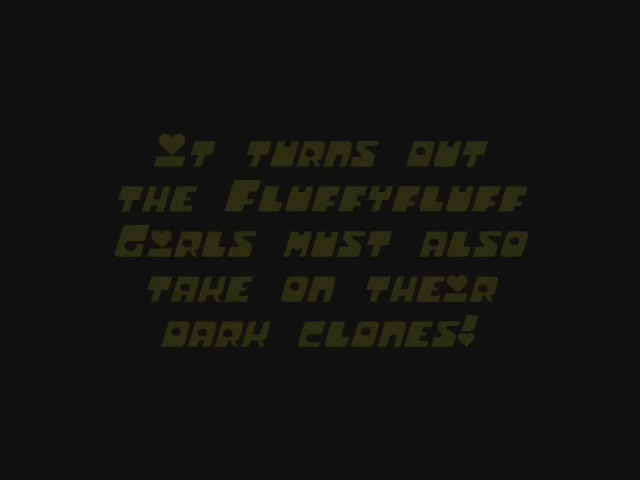 It turns out
the Fluffyfluff
Girls must also
take on their
dark clones!